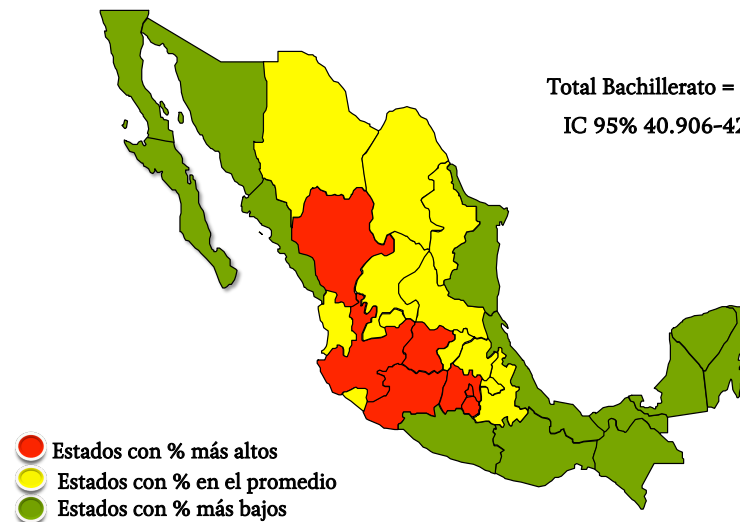 Total Bachillerato =
IC 95% 40.906-42
Estados con % más altos
Estados con % en el promedio
Estados con % más bajos